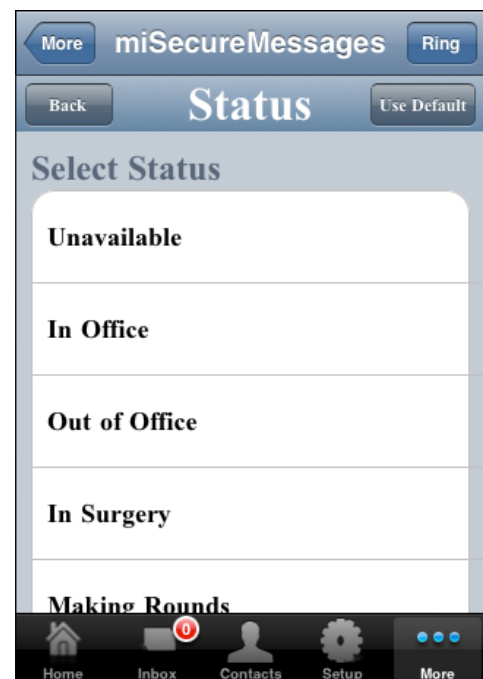 More miSecureMessages Ring
Back Status Use Default
Select Status
Unavailable
In Office
Out of Office
In Surgery
Making Rounds
0
Home Inbox Contacts Setup More